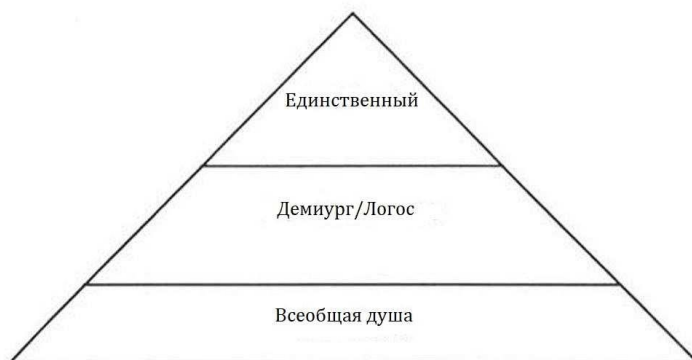 Единственный
Демиург/Логос
Всеобщая душа